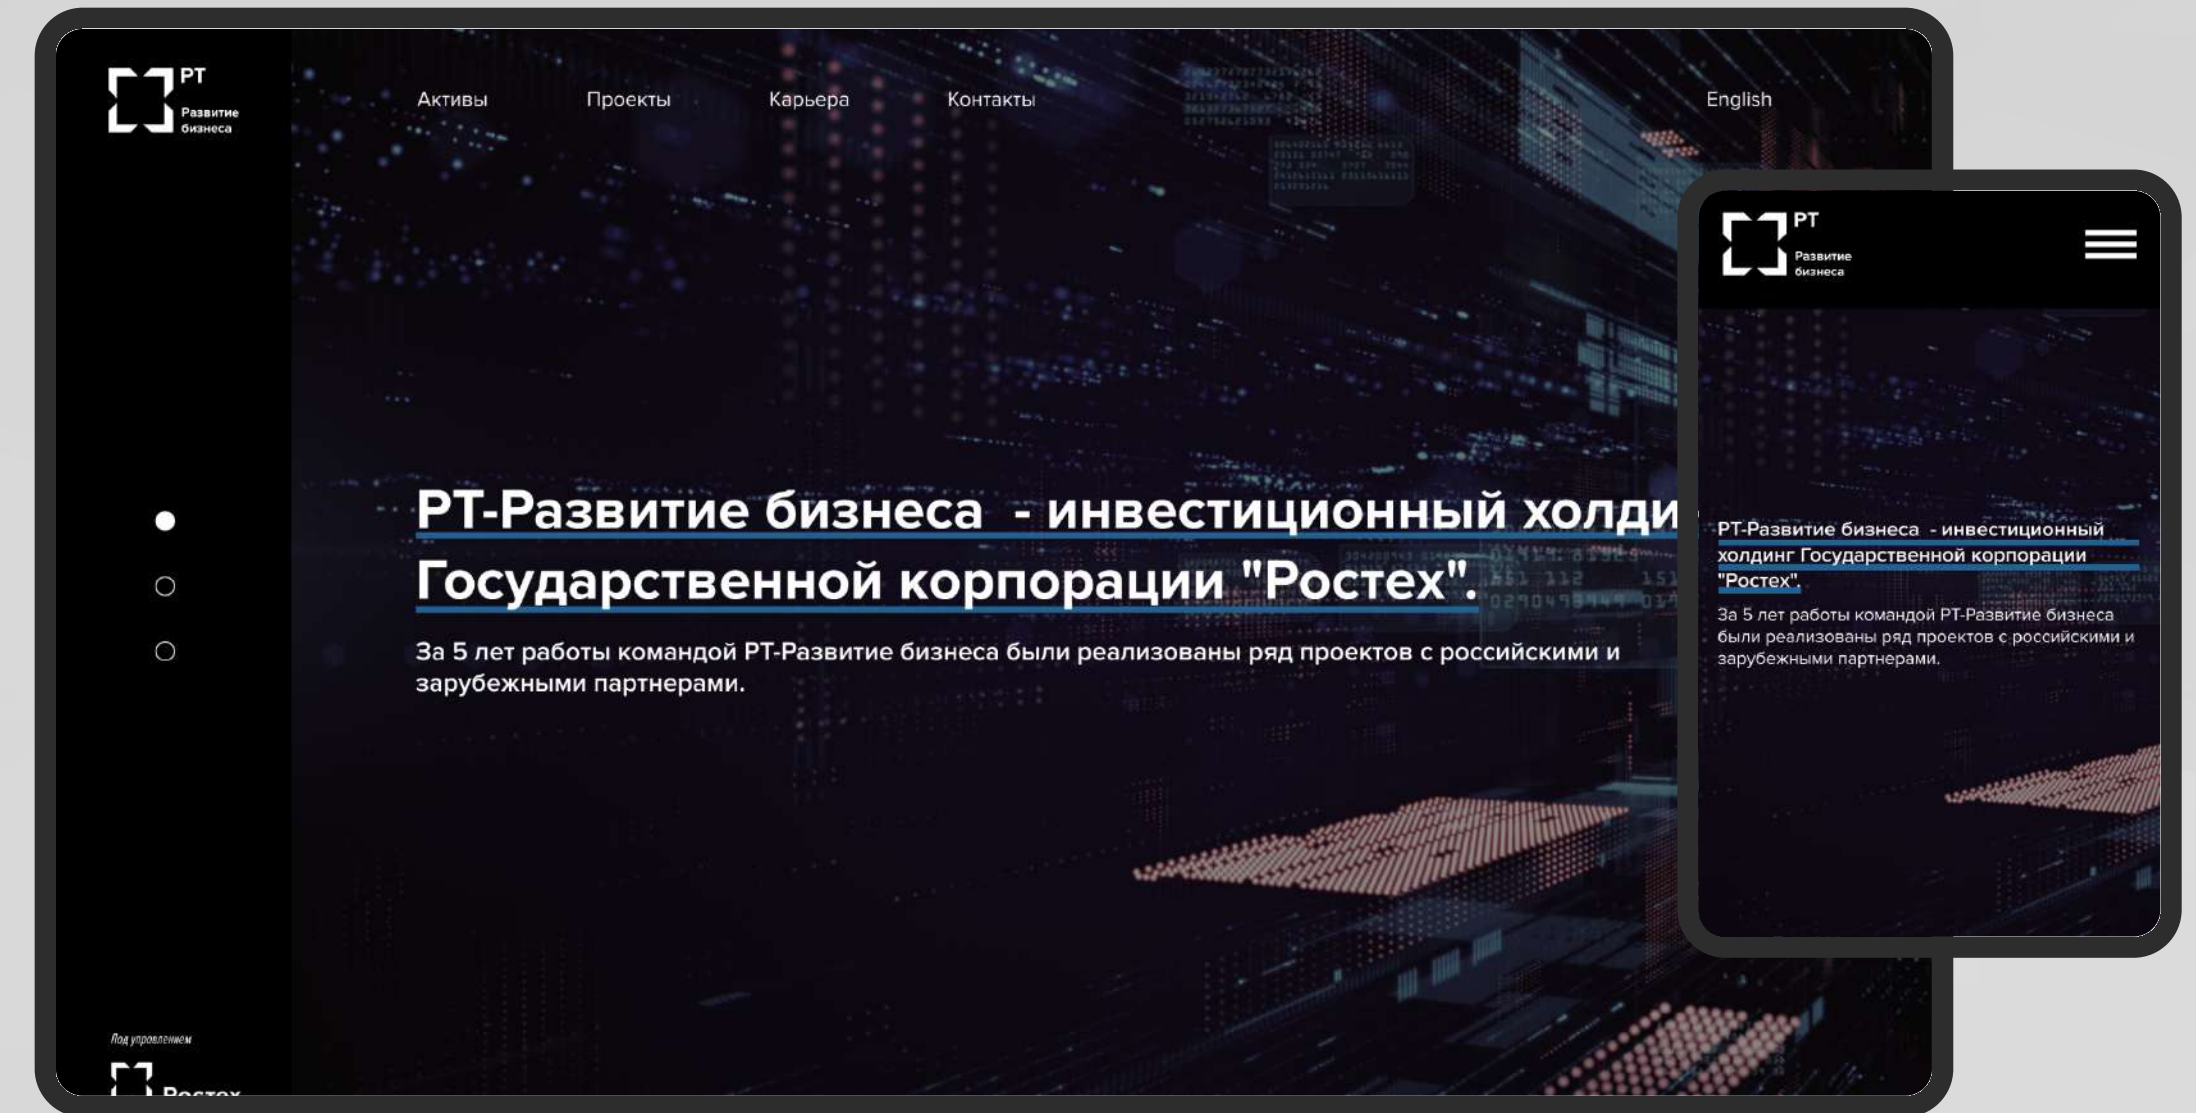 РТ
Развитие
бизнеса
Активы
Проекты
Карьера
Контакты
English
РТ-Развитие бизнеса - инвестиционный
Государственной корпорации "Ростех".
За 5 лет работы командой РТ-Развитие бизнеса были реализованы ряд проектов с российскими и
зарубежными партнерами.
Под управлением
Ростех
РТ
Развитие
бизнеса
РТ-Развитие бизнеса - инвестиционный
холдинг Государственной корпорации
"Ростех".
За 5 лет работы командой РТ-Развитие бизнеса
были реализованы ряд проектов с российскими и
зарубежными партнерами.